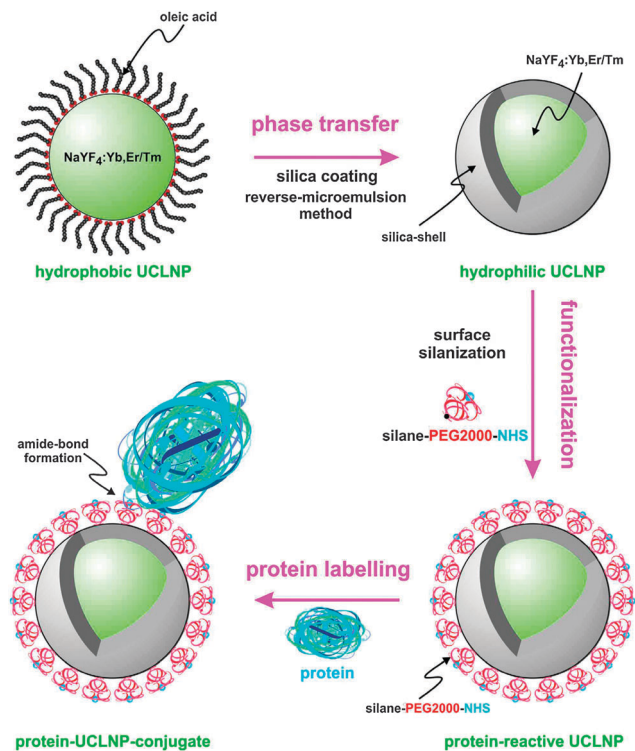 oleic acid
NaYF4:Yb,Er/Tm
hydrophobic UCLNP
phase transfer
silica coating
reverse-microemulsion
method
NaYF4:Yb,Er/Tm
silica-shell
hydrophilic UCLNP
functionalization
surface
silanization
silane-PEG2000-NHS
amide-bond
formation
protein labelling
protein
silane-PEG2000-NHS
protein-UCLNP-conjugate
protein-reactive UCLNP